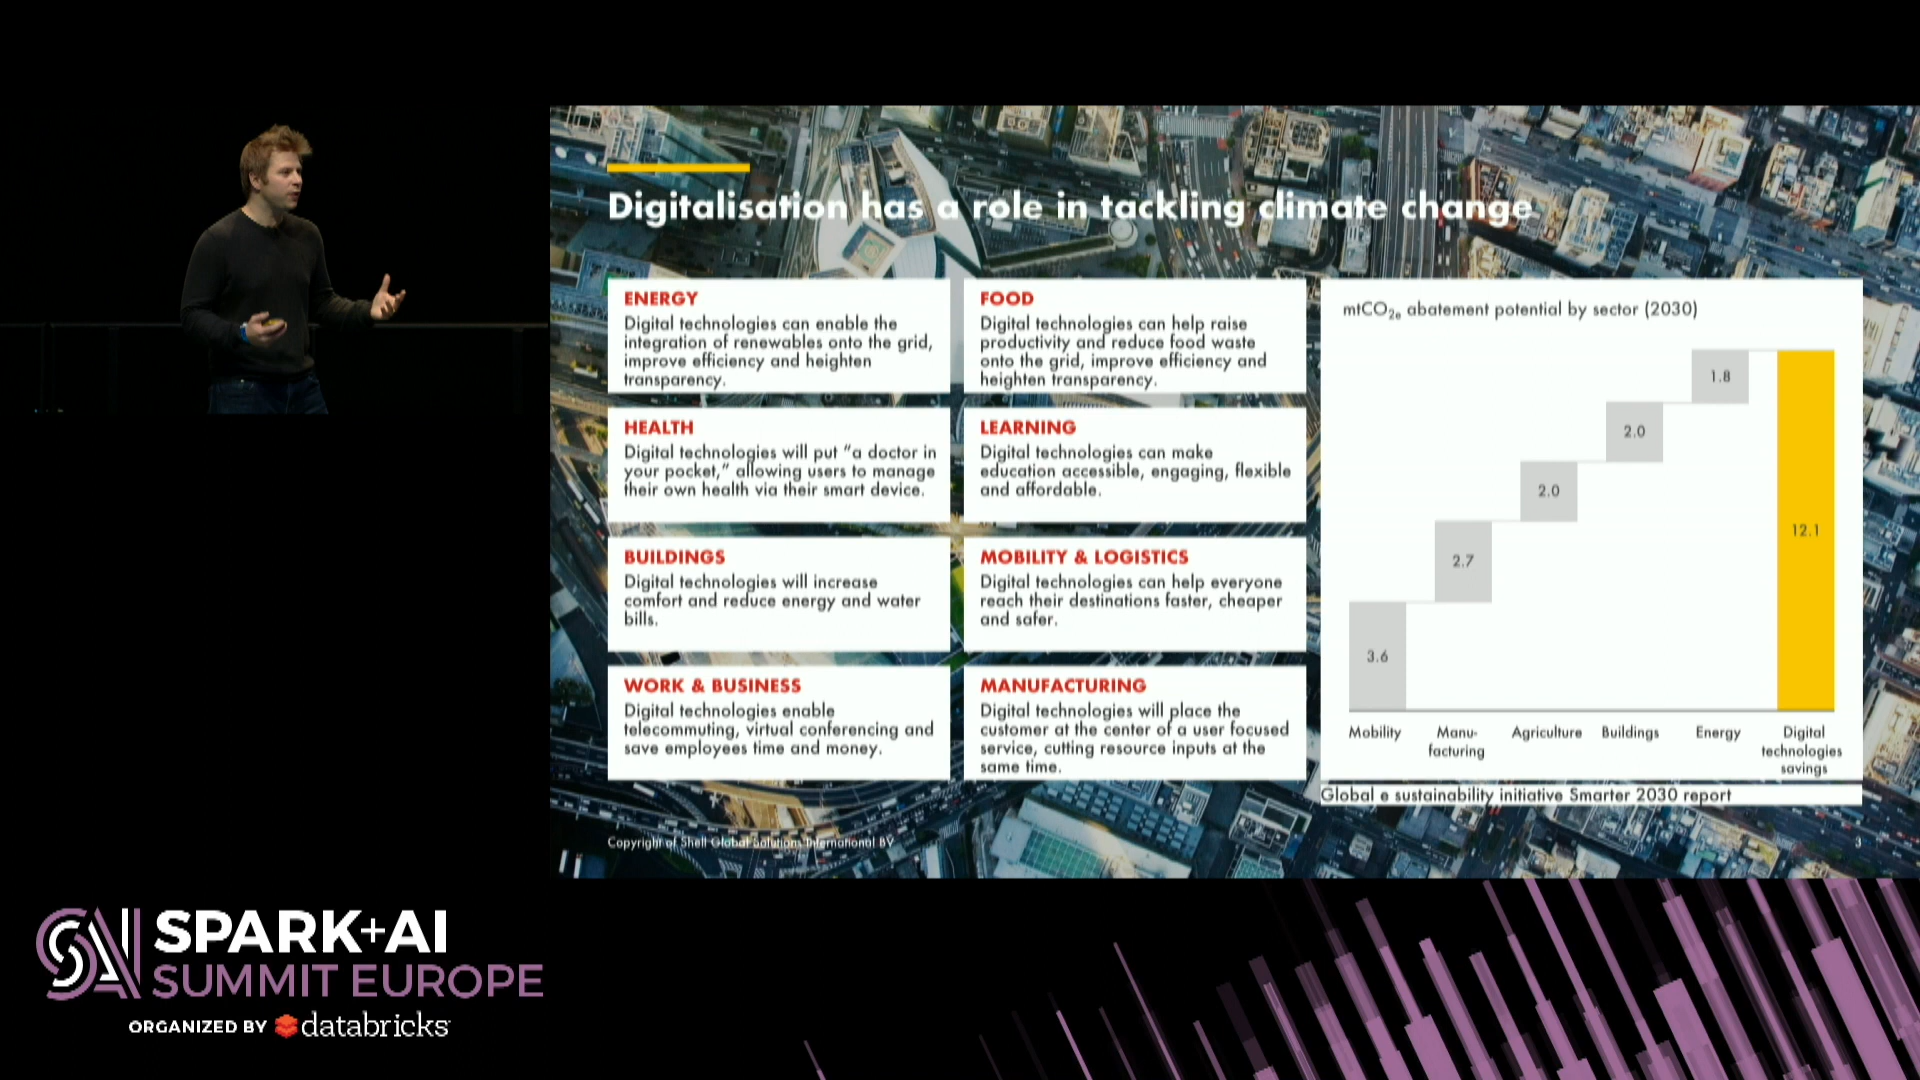 Digitalisation has a role in tackling climate change
ENERGY
Digital technologies can enable the
integration of renewables onto the grid,
improve efficiency and heighten
transparency.
FOOD
Digital technologies can help raise
productivity and reduce food waste
onto the grid, improve efficiency and
heighten transparency.
HEALTH
Digital technologies will put “a doctor in
your pocket,” allowing users to manage
their own health via their smart device.
LEARNING
Digital technologies can make
education accessible, engaging, flexible
and affordable.
BUILDINGS
Digital technologies will increase
comfort and reduce energy and water
bills.
MOBILITY & LOGISTICS
Digital technologies can help everyone
reach their destinations faster, cheaper
and safer.
WORK & BUSINESS
Digital technologies enable
telecommuting, virtual conferencing and
save employees time and money.
MANUFACTURING
Digital technologies will place the
customer at the center of a user focused
service, cutting resource inputs at the
same time.
mtCO2e abatement potential by sector (2030)
1.8
2.0
2.0
12.1
2.7
3.6
Mobility
Manu-
facturing
Agriculture
Buildings
Energy
Digital
technologies
savings
Global e sustainability initiative Smarter 2030 report
Copyright of Shell Global Solutions International BV
3
SPARK+AI
SUMMIT EUROPE
ORGANIZED BY databricks